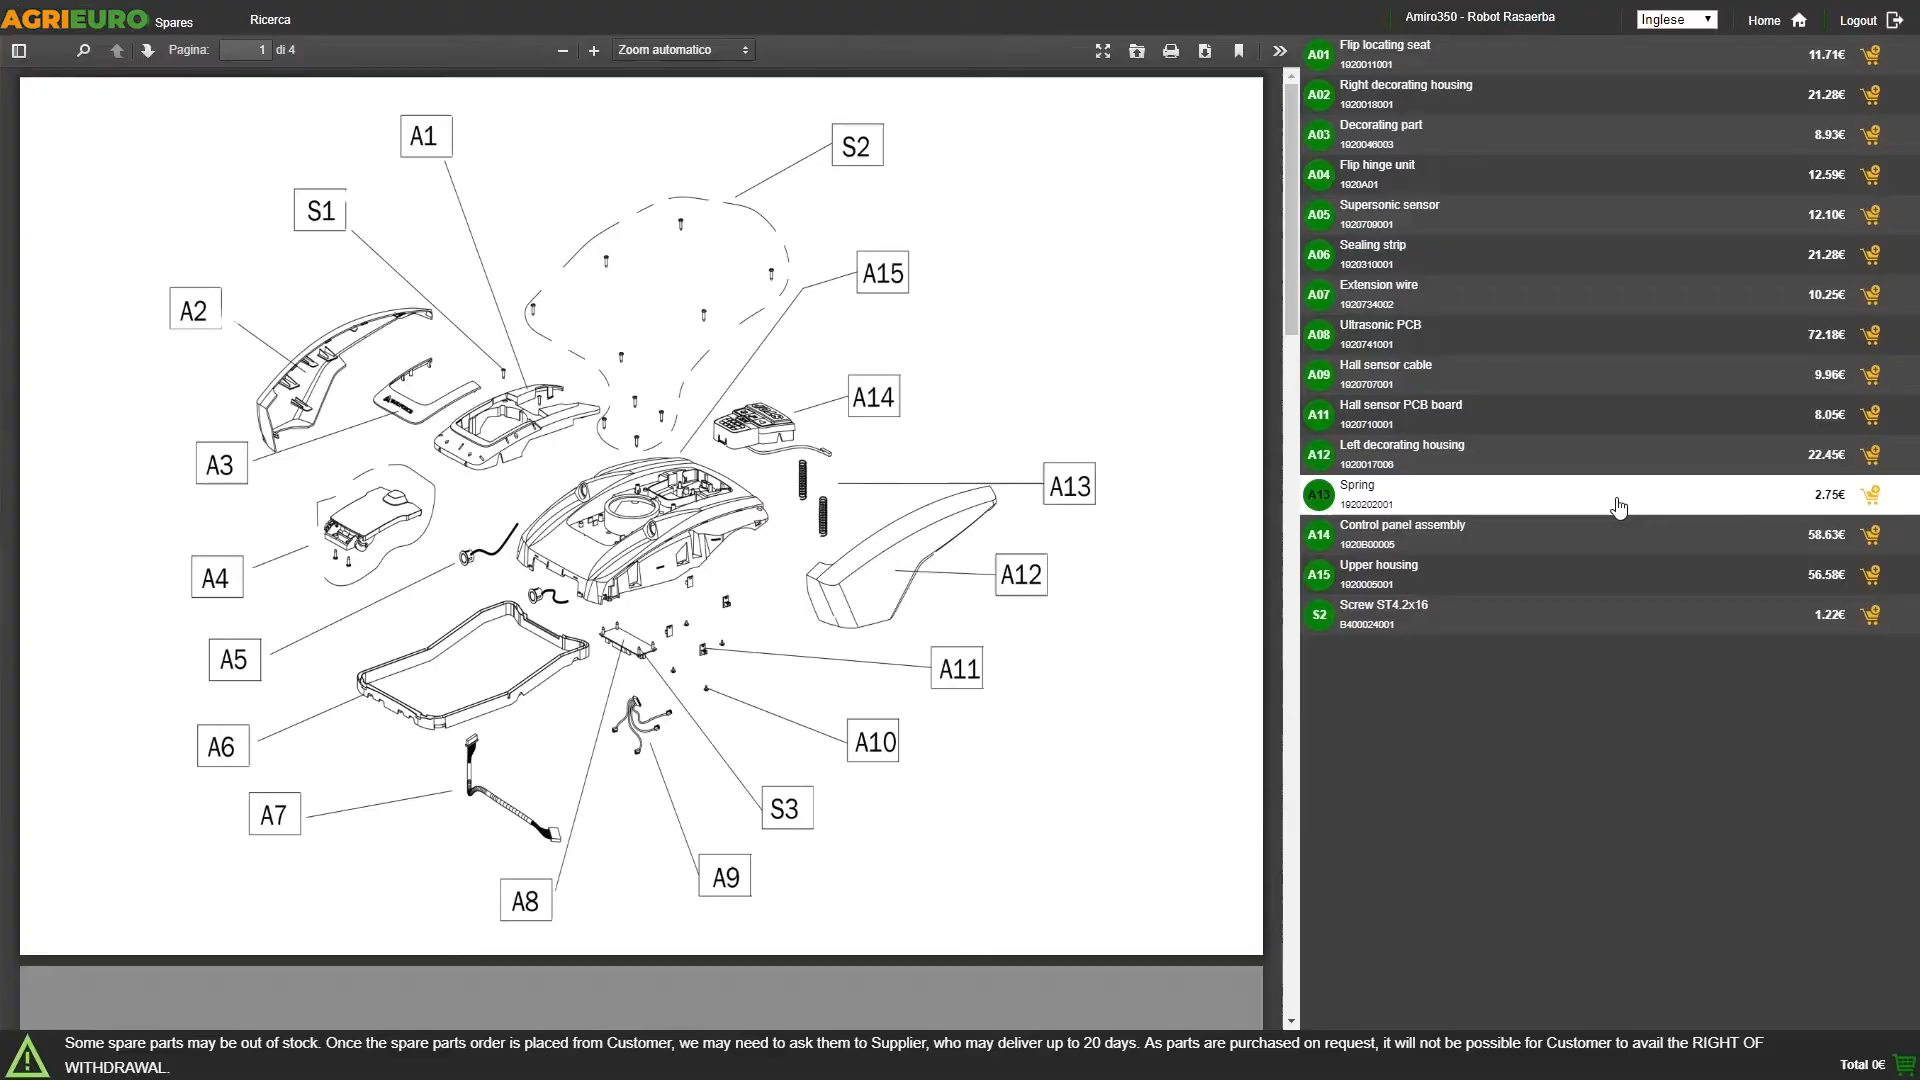 AGRIEURO Spares
Ricerca
Amiro350 - Robot Rasaerba
Inglese
Home
Logout
Pagina: 1 di 4
Zoom automatico
A1
S2
S1
A15
A2
A14
A3
A13
A4
A12
A5
A11
A6
A10
A7
S3
A9
A8
A01 Flip locating seat 11.71€
1920011001
A02 Right decorating housing 21.28€
1920018001
A03 Decorating part 8.93€
1920046003
A04 Flip hinge unit 12.59€
1920A01
A05 Supersonic sensor 12.10€
1920709001
A06 Sealing strip 21.28€
1920310001
A07 Extension wire 10.25€
1920734002
A08 Ultrasonic PCB 72.18€
1920741001
A09 Hall sensor cable 9.96€
1920707001
A11 Hall sensor PCB board 8.05€
1920710001
A12 Left decorating housing 22.45€
1920017006
A13 Spring 2.75€
1920202001
A14 Control panel assembly 58.63€
1920B00005
A15 Upper housing 56.58€
1920005001
S2 Screw ST4.2x16 1.22€
B400024001
Some spare parts may be out of stock. Once the spare parts order is placed from Customer, we may need to ask them to Supplier, who may deliver up to 20 days. As parts are purchased on request, it will not be possible for Customer to avail the RIGHT OF
WITHDRAWAL.
Total 0€